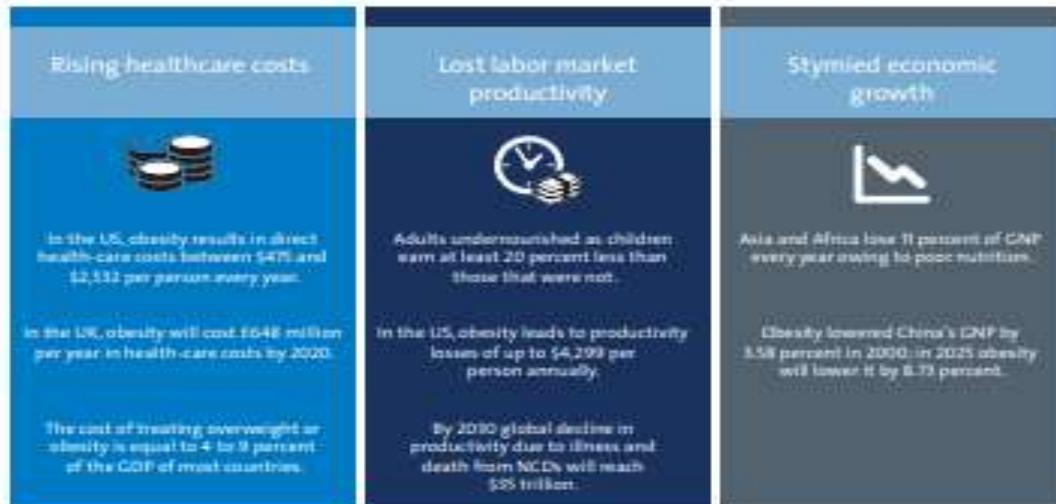 Rising healthcare costs
In the US, obesity results in direct
health-care costs between $475 and
per person every year.
In the UK, obesity will cost £648 million
per year in health-care costs by 2020.
The cost of treating overweight or
obesity is equal to 4 to 9 percent
of the GDP of most countries.
Lost labor market
productivity
Adults undernourished as children
earn at least 20 percent less than
those that were not.
In the US, obesity leads to productivity
losses of up to $4,299 per
person annually.
By 2030 global decline in
productivity due to illness and
death from NCDs will reach
$35 trillion.
Stymied economic
growth
Asia and Africa lose 11 percent of GNP
every year owing to poor nutrition.
Obesity lowered China's GNP by
3.58 percent in 2000; in 2025 obesity
will lower it by 8.73 percent.